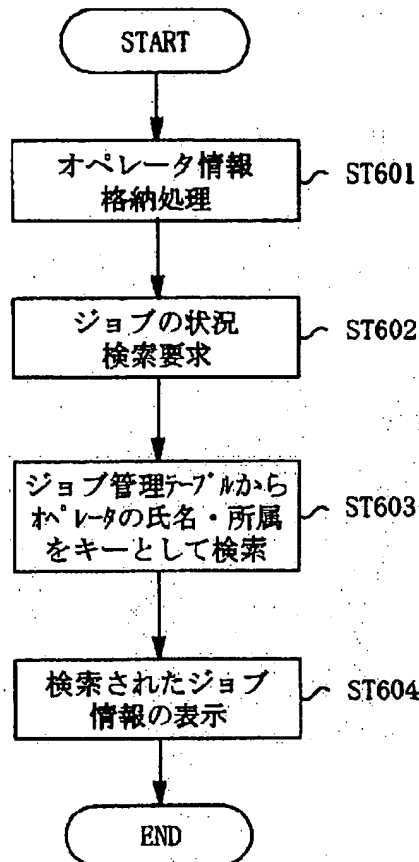 START
オペレータ情報
格納処理
ST601
ジョブの状況
検索要求
ST602
ジョブ管理ﾃｰﾌﾞﾙから
ｵﾍﾟﾚｰﾀの氏名・所属
をキーとして検索
ST603
検索されたジョブ
情報の表示
ST604
END